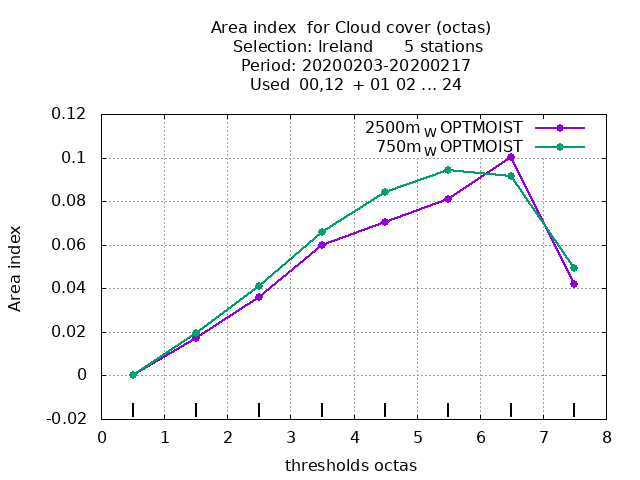 Area index  for Cloud cover (octas)
Selection: Ireland      5 stations
Period: 20200203-20200217
Used  00,12  + 01 02 ... 24
2500m_W OPTMOIST
750m_W OPTMOIST
0.12
0.1
0.08
0.06
0.04
0.02
0
-0.02
Area index
0 1 2 3 4 5 6 7 8
thresholds octas